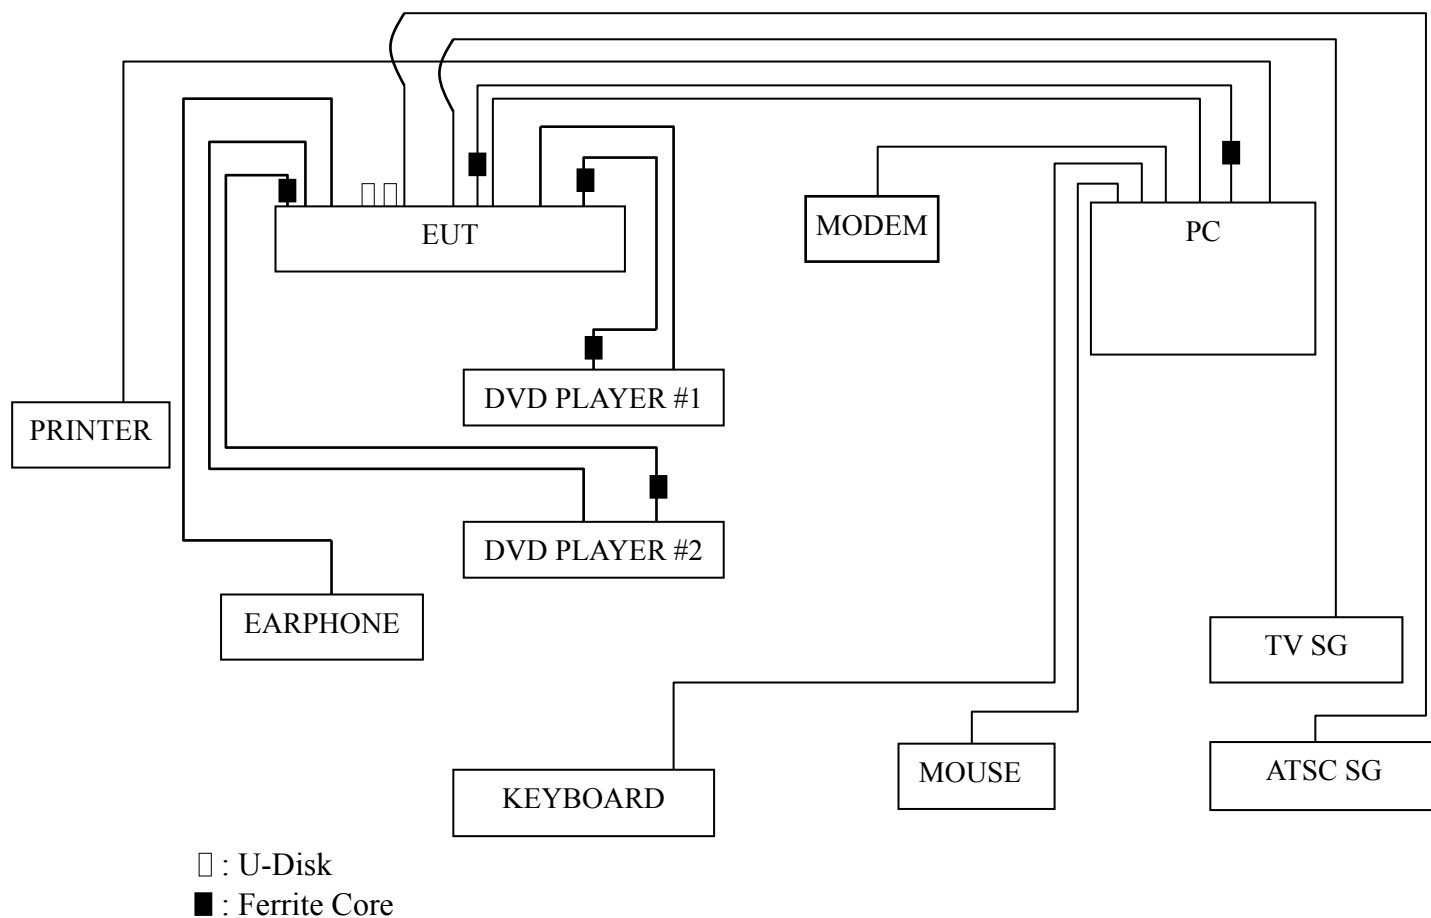 EUT
MODEM
PC
DVD PLAYER #1
PRINTER
DVD PLAYER #2
EARPHONE
TV SG
KEYBOARD
MOUSE
ATSC SG
: U-Disk
: Ferrite Core